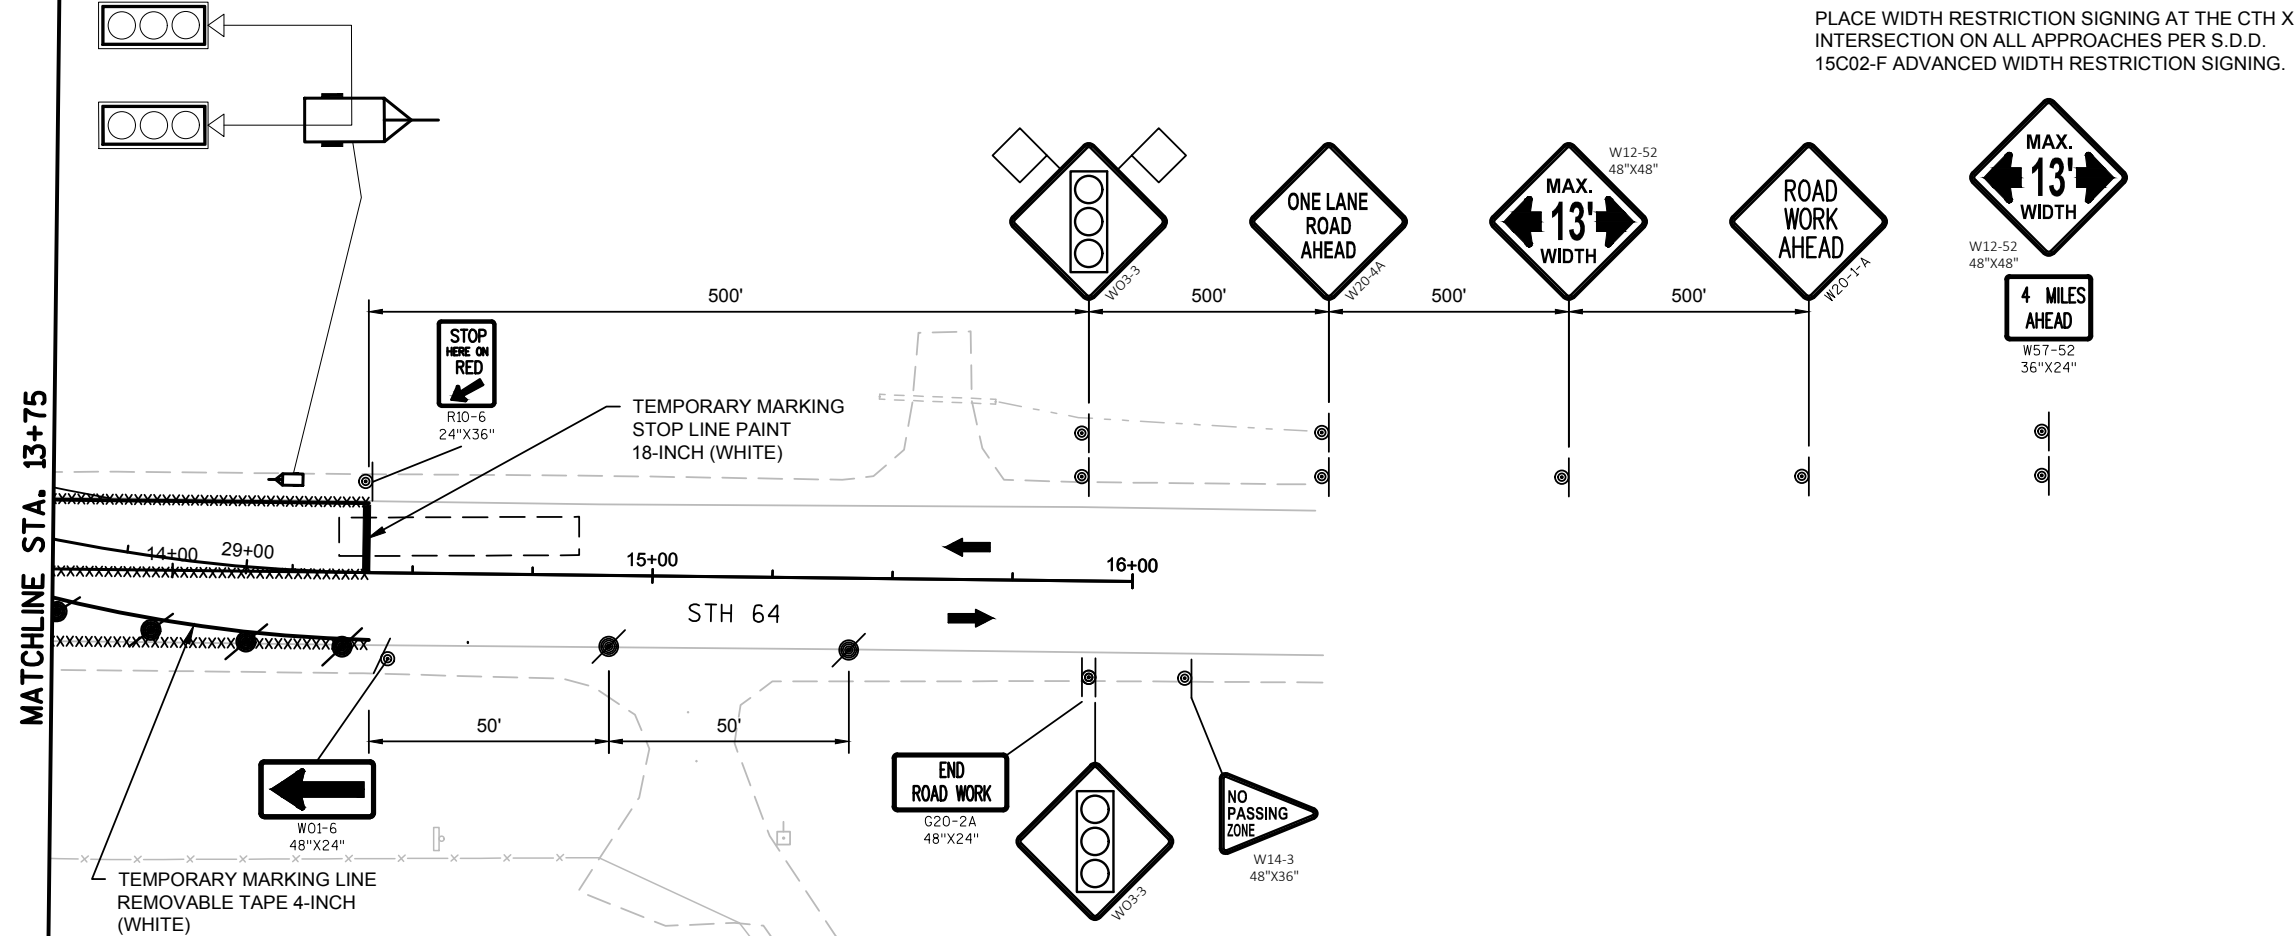 PLACE WIDTH RESTRICTION SIGNING AT THE CTH X
INTERSECTION ON ALL APPROACHES PER S.D.D.
15C02-F ADVANCED WIDTH RESTRICTION SIGNING.
ONE LANE
ROAD
AHEAD
MAX.
13'
WIDTH
W12-52
48"X48"
ROAD
WORK
AHEAD
MAX.
13'
WIDTH
W12-52
48"X48"
WO3-3
W20-4A
W20-1-A
4 MILES
AHEAD
W57-52
36"X24"
500'
500'
500'
500'
STOP
HERE ON
RED
R10-6
24"X36"
TEMPORARY MARKING
STOP LINE PAINT
18-INCH (WHITE)
MATCHLINE STA. 13+75
14+00
29+00
15+00
16+00
STH 64
50'
50'
WO1-6
48"X24"
END
ROAD WORK
G20-2A
48"X24"
WO3-3
NO
PASSING
ZONE
W14-3
48"X36"
TEMPORARY MARKING LINE
REMOVABLE TAPE 4-INCH
(WHITE)